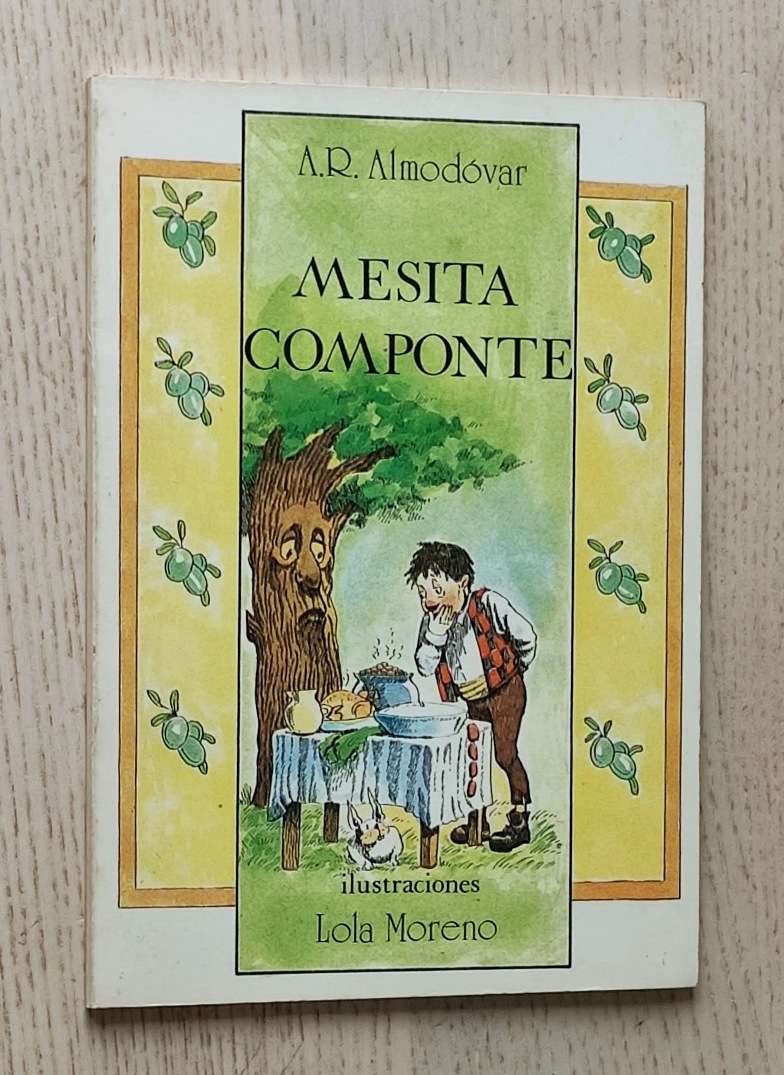 A.R. Almodóvar
MESITA
COMPONTE
ilustraciones
Lola Moreno